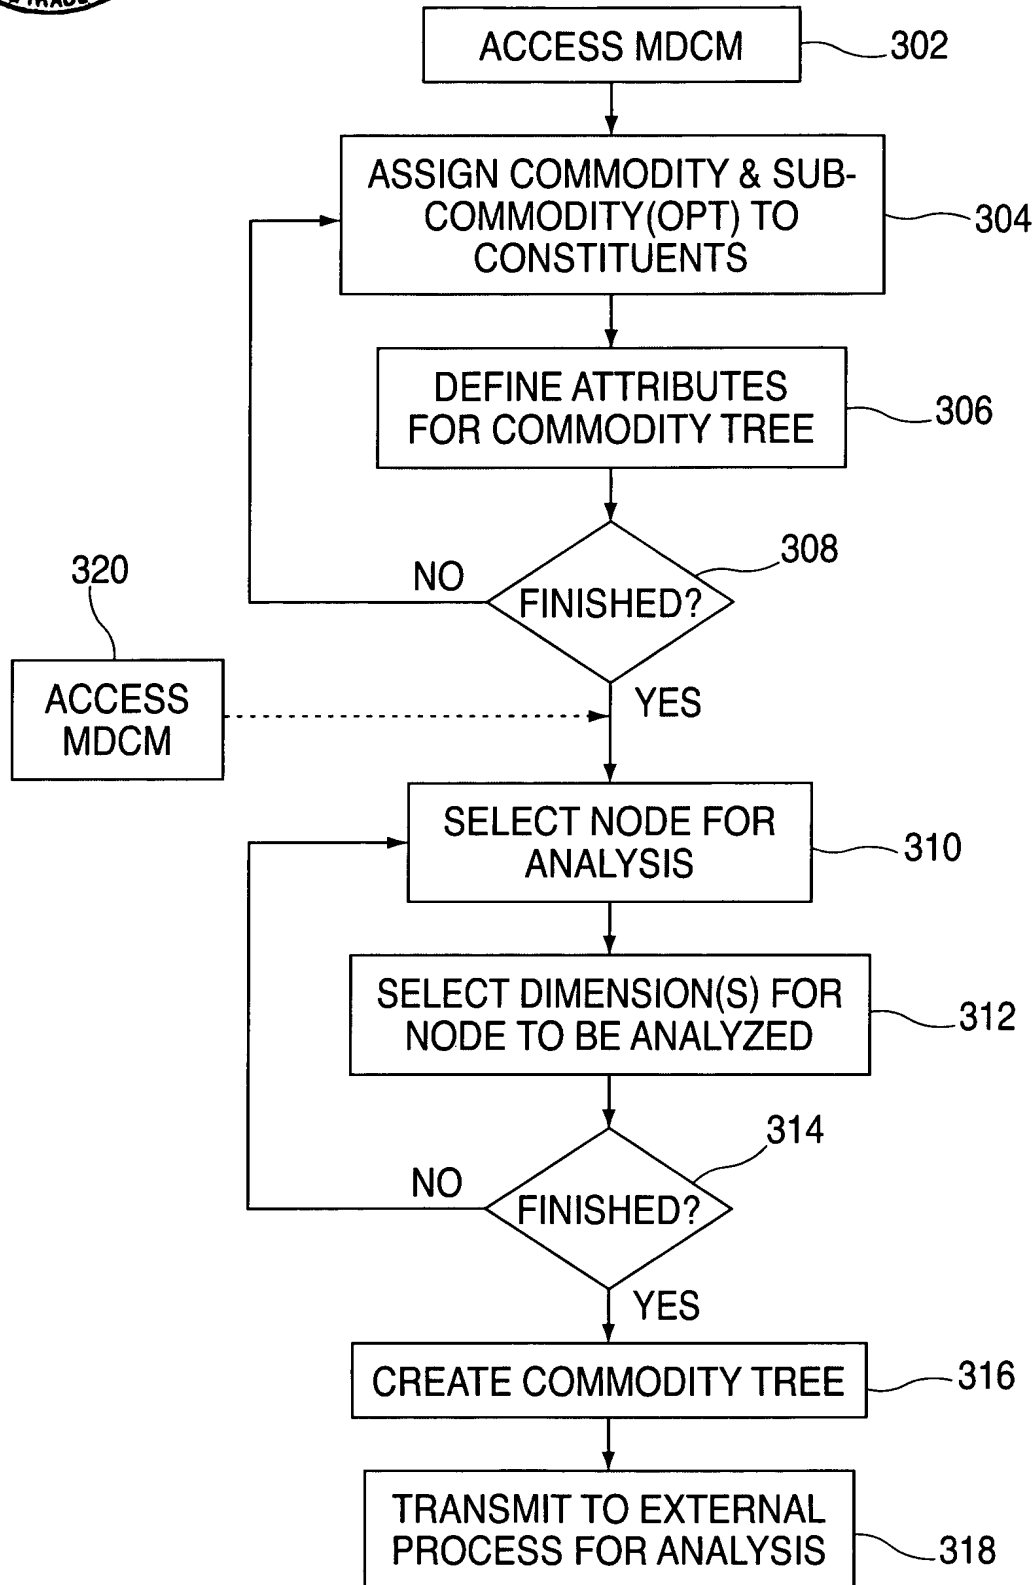 TRADE
ACCESS MDCM
302
ASSIGN COMMODITY & SUB-
COMMODITY(OPT) TO
CONSTITUENTS
304
DEFINE ATTRIBUTES
FOR COMMODITY TREE
306
308
FINISHED?
NO
YES
320
ACCESS
MDCM
SELECT NODE FOR
ANALYSIS
310
SELECT DIMENSION(S) FOR
NODE TO BE ANALYZED
312
314
FINISHED?
NO
YES
CREATE COMMODITY TREE
316
TRANSMIT TO EXTERNAL
PROCESS FOR ANALYSIS
318